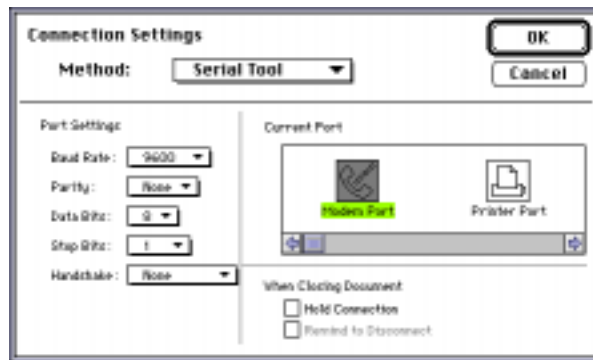 Connection Settings
OK
Method: Serial Tool
Cancel
Port Settings
Current Port
Baud Rate: 9600
Parity: None
Modem Port
Printer Port
Data Bits: 8
Stop Bits: 1
Handshake: None
When Closing Document
Hold Connection
Remind to Disconnect